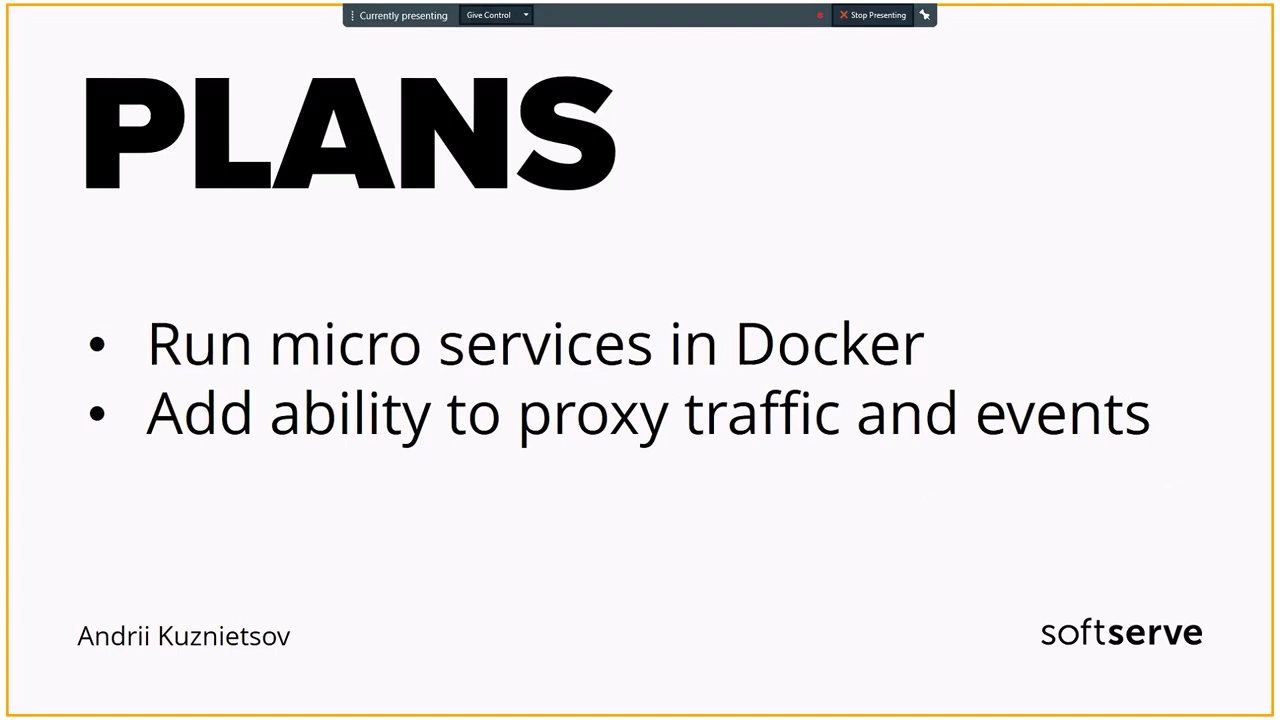 Currently presenting Give Control Stop Presenting
PLANS
• Run micro services in Docker
• Add ability to proxy traffic and events
Andrii Kuznietsov
softserve